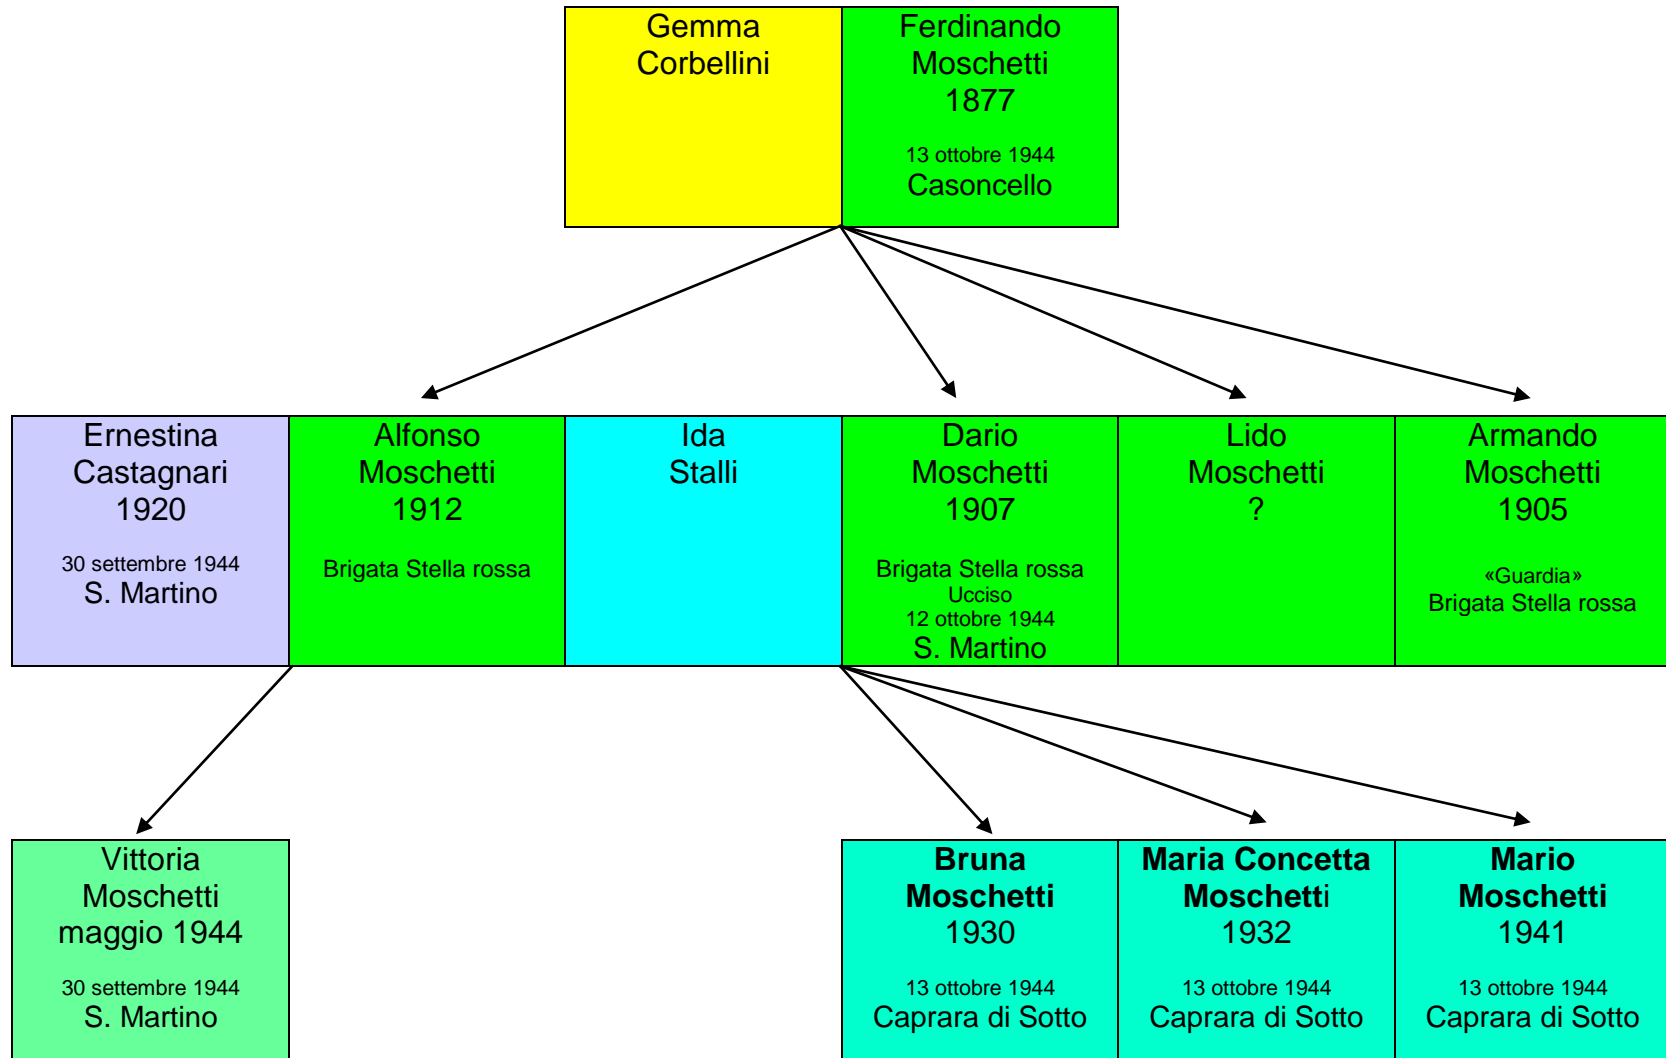 Gemma
Corbellini
Ferdinando
Moschetti
1877
13 ottobre 1944
Casoncello
Ernestina
Castagnari
1920
30 settembre 1944
S. Martino
Alfonso
Moschetti
1912
Brigata Stella rossa
Ida
Stalli
Dario
Moschetti
1907
Brigata Stella rossa
Ucciso
12 ottobre 1944
S. Martino
Lido
Moschetti
?
Armando
Moschetti
1905
«Guardia»
Brigata Stella rossa
Vittoria
Moschetti
maggio 1944
30 settembre 1944
S. Martino
Bruna
Moschetti
1930
13 ottobre 1944
Caprara di Sotto
Maria Concetta
Moschetti
1932
13 ottobre 1944
Caprara di Sotto
Mario
Moschetti
1941
13 ottobre 1944
Caprara di Sotto